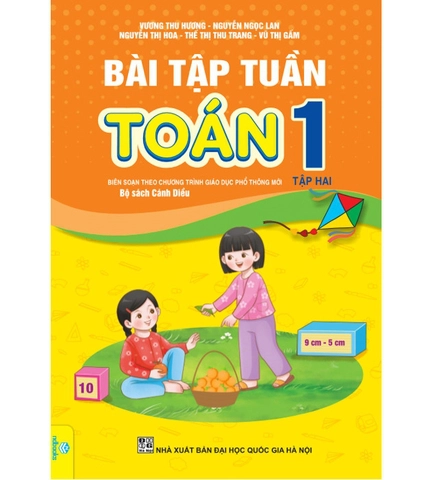 VƯƠNG THU HƯƠNG - NGUYỄN NGỌC LAN
NGUYỄN THỊ HOA - THẾ THỊ THU TRANG - VŨ THỊ GẤM
BÀI TẬP TUẦN
TOÁN 1
TẬP HAI
BIÊN SOẠN THEO CHƯƠNG TRÌNH GIÁO DỤC PHỔ THÔNG MỚI
Bộ sách Cánh Diều
9 cm - 5 cm
10
NHÀ XUẤT BẢN ĐẠI HỌC QUỐC GIA HÀ NỘI
ndbooks